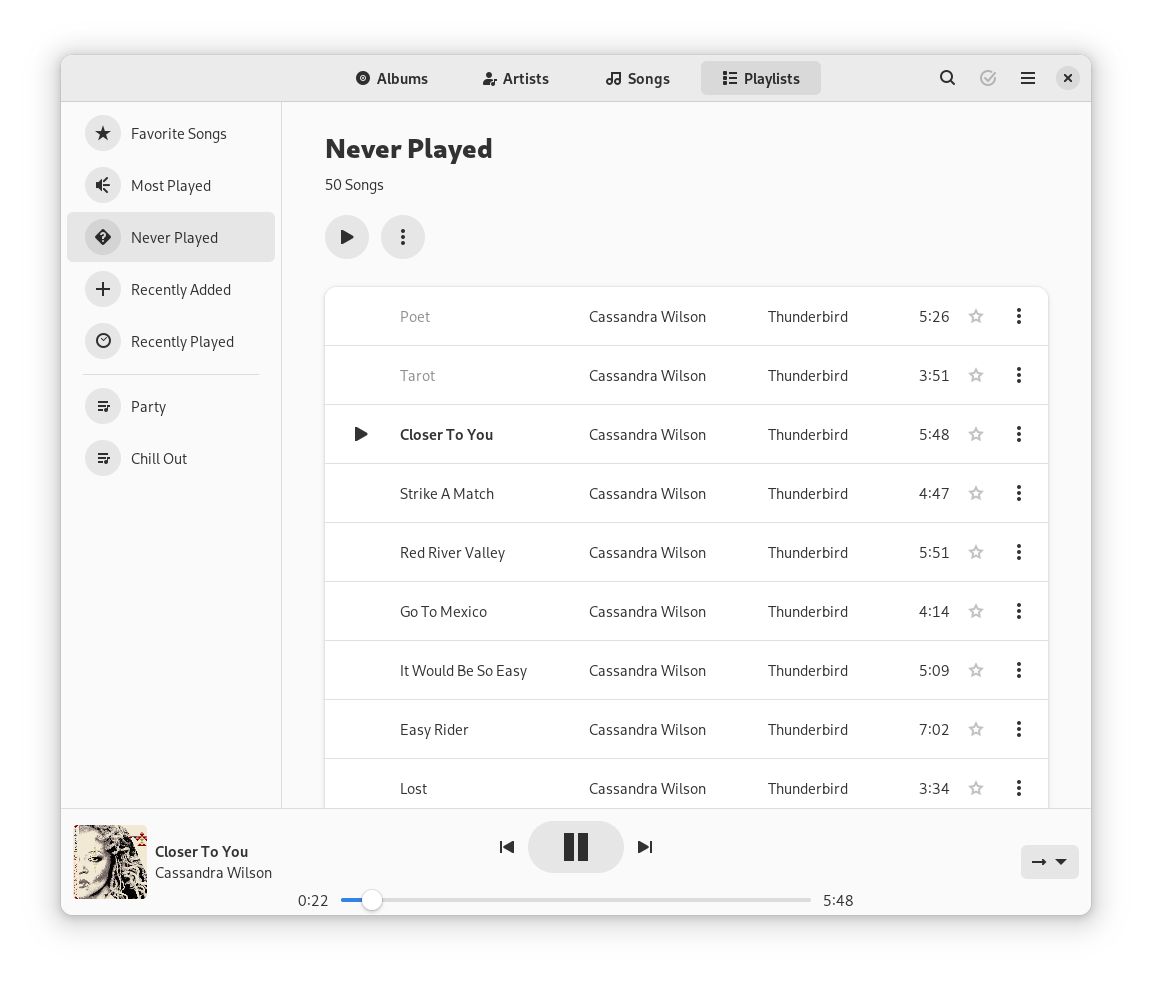 Albums Artists Songs Playlists
Favorite Songs
Most Played
Never Played
Recently Added
Recently Played
Party
Chill Out
Never Played
50 Songs
Poet Cassandra Wilson Thunderbird 5:26
Tarot Cassandra Wilson Thunderbird 3:51
Closer To You Cassandra Wilson Thunderbird 5:48
Strike A Match Cassandra Wilson Thunderbird 4:47
Red River Valley Cassandra Wilson Thunderbird 5:51
Go To Mexico Cassandra Wilson Thunderbird 4:14
It Would Be So Easy Cassandra Wilson Thunderbird 5:09
Easy Rider Cassandra Wilson Thunderbird 7:02
Lost Cassandra Wilson Thunderbird 3:34
Closer To You
Cassandra Wilson
0:22 5:48